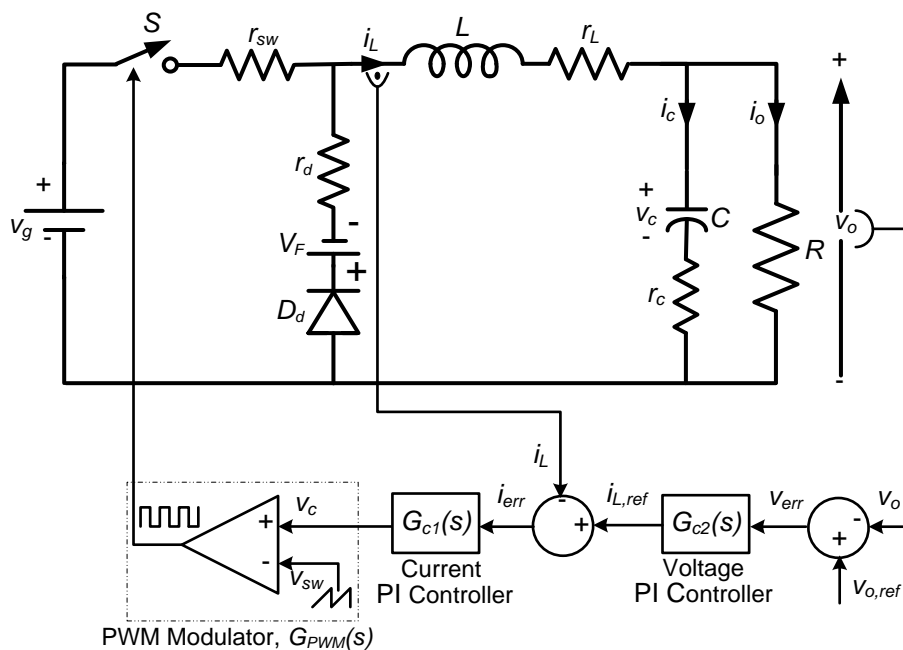 S
r_sw
i_L
L
r_L
+
i_c
i_o
r_d
+
v_g
-
-
V_F
+
D_d
+
v_c
-
C
r_c
R
v_o
-
i_L
v_c
+
-
v_sw
G_c1(s)
Current
PI Controller
i_err
-
+
i_L,ref
G_c2(s)
Voltage
PI Controller
v_err
-
+
v_o
v_o,ref
PWM Modulator, G_PWM(s)